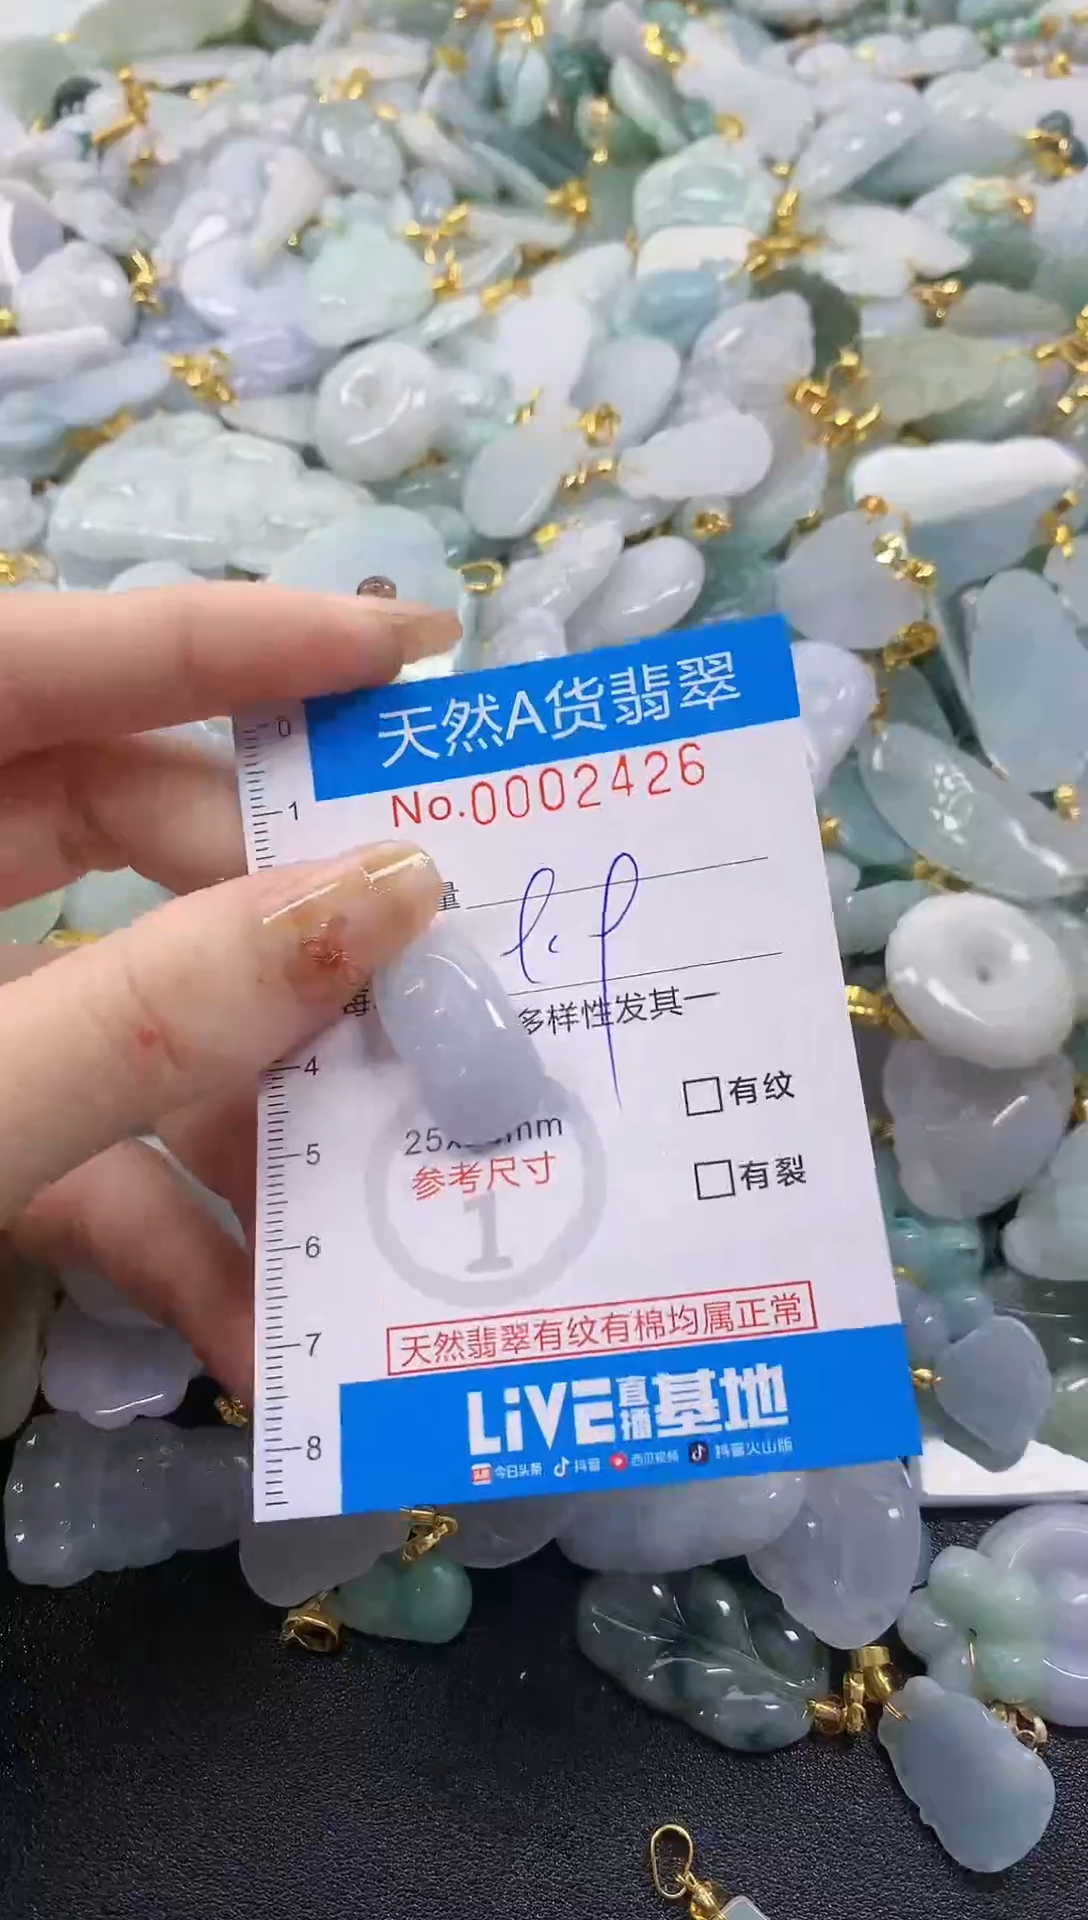 天然A货翡翠
No.0002426
0
1
量
多样性发其一
4
有纹
25x mm
5
参考尺寸
有裂
1
6
天然翡翠有纹有棉均属正常
7
LiVE直播基地
8
今日头条 抖音 西瓜视频 抖音火山版